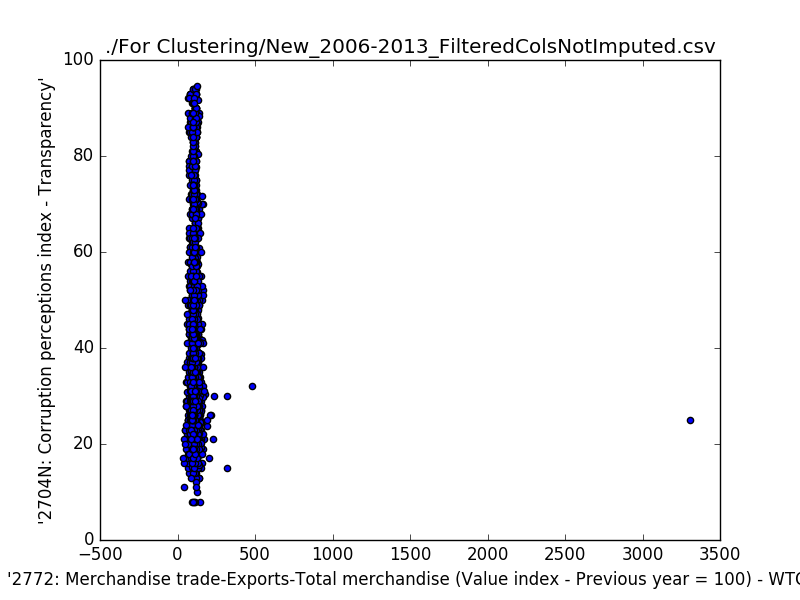 ./For Clustering/New_2006-2013_FilteredColsNotImputed.csv
'2704N: Corruption perceptions index - Transparency'
100
80
60
40
20
0
−500 0 500 1000 1500 2000 2500 3000 3500
'2772: Merchandise trade-Exports-Total merchandise (Value index - Previous year = 100) - WTO